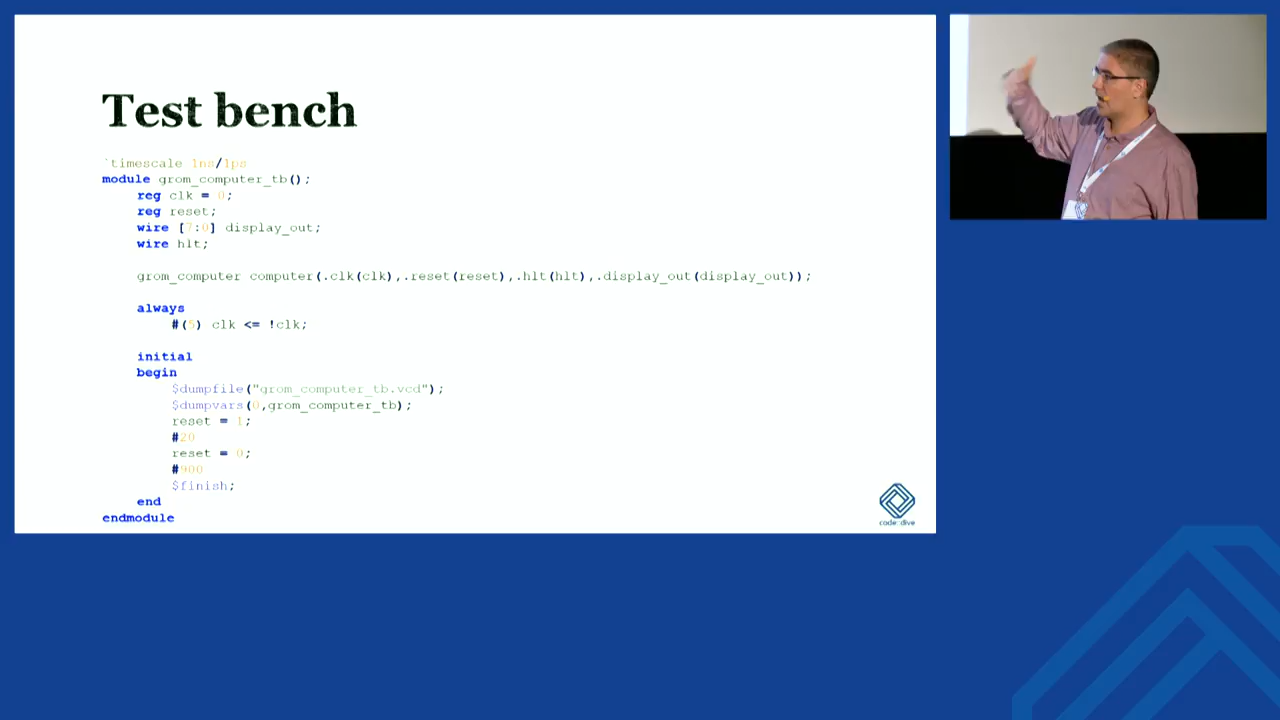 Test bench
`timescale 1ns/1ps
module grom_computer_tb();
reg clk = 0;
reg reset;
wire [7:0] display_out;
wire hlt;
grom_computer computer(.clk(clk),.reset(reset),.hlt(hlt),.display_out(display_out));
always
#(5) clk <= !clk;
initial
begin
$dumpfile("grom_computer_tb.vcd");
$dumpvars(0,grom_computer_tb);
reset = 1;
#20
reset = 0;
#900
$finish;
end
endmodule
code::dive